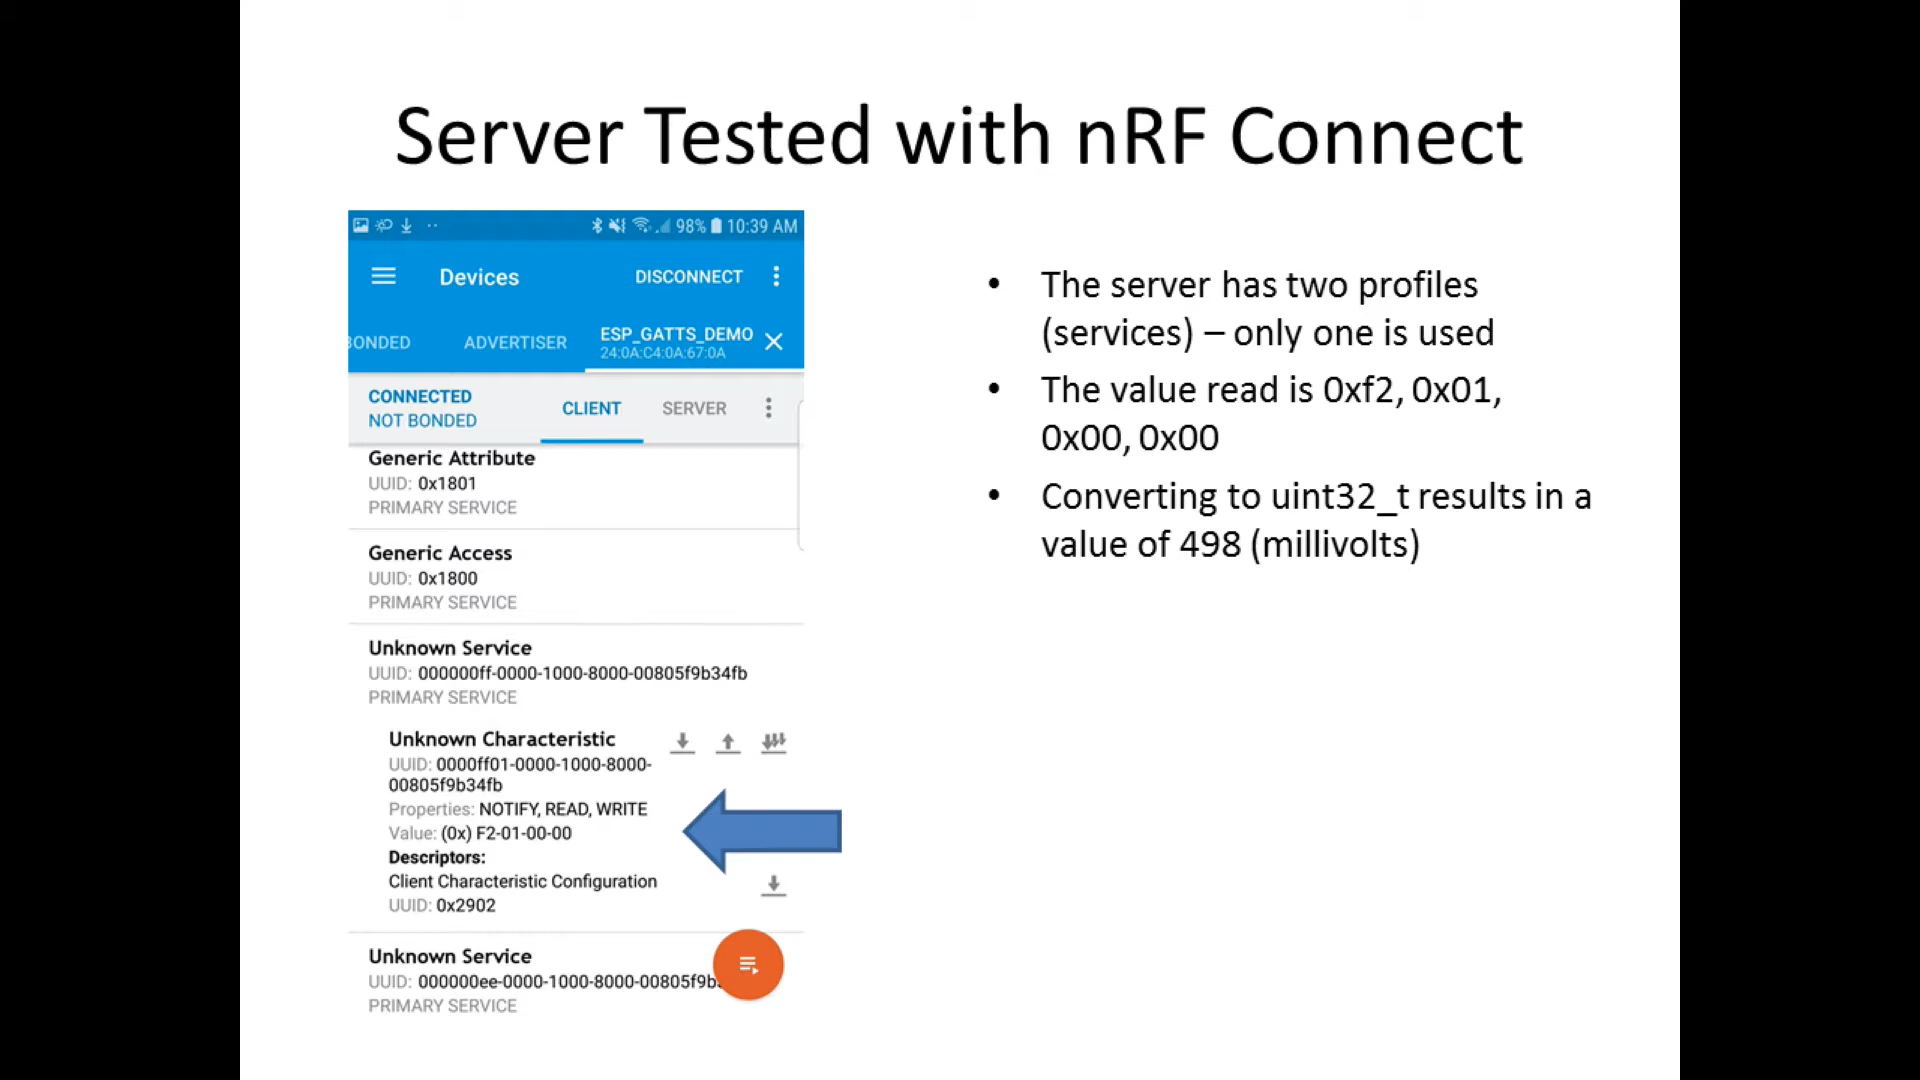 Server Tested with nRF Connect
98% 10:39 AM
Devices DISCONNECT
BONDED ADVERTISER ESP_GATTS_DEMO
24:0A:C4:0A:67:0A
CONNECTED
NOT BONDED
CLIENT SERVER
Generic Attribute
UUID: 0x1801
PRIMARY SERVICE
Generic Access
UUID: 0x1800
PRIMARY SERVICE
Unknown Service
UUID: 000000ff-0000-1000-8000-00805f9b34fb
PRIMARY SERVICE
Unknown Characteristic
UUID: 0000ff01-0000-1000-8000-
00805f9b34fb
Properties: NOTIFY, READ, WRITE
Value: (0x) F2-01-00-00
Descriptors:
Client Characteristic Configuration
UUID: 0x2902
Unknown Service
UUID: 000000ee-0000-1000-8000-00805f9b
PRIMARY SERVICE
• The server has two profiles
(services) – only one is used
• The value read is 0xf2, 0x01,
0x00, 0x00
• Converting to uint32_t results in a
value of 498 (millivolts)